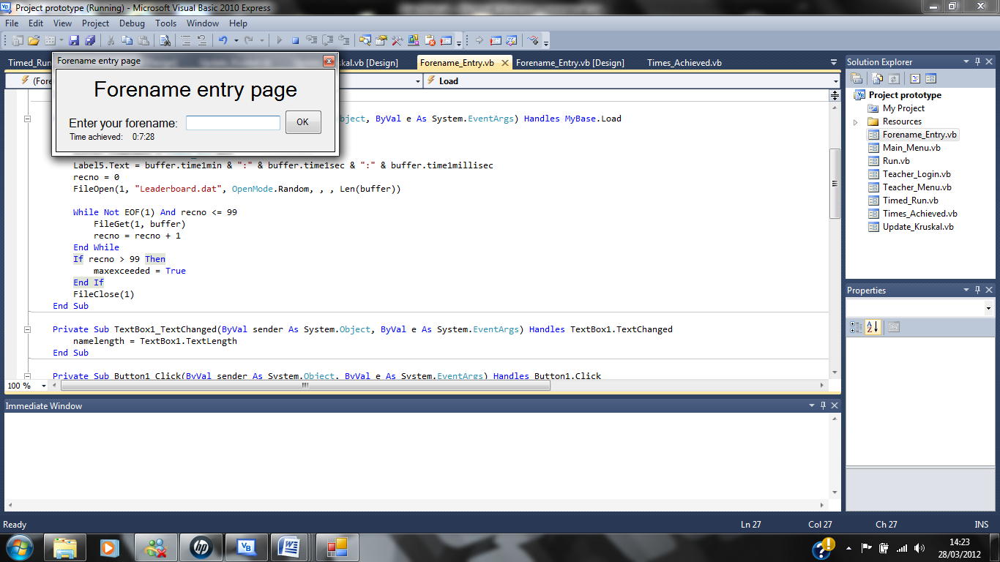 Project prototype (Running) - Microsoft Visual Basic 2010 Express
File Edit View Project Debug Tools Window Help
Timed_Run
kal.vb [Design]
Forename_Entry.vb
Forename_Entry.vb [Design]
Times_Achieved.vb
(Fore
Load
Forename entry page
Forename entry page
Enter your forename:
OK
Time achieved: 0:7:28
bject, ByVal e As System.EventArgs) Handles MyBase.Load
Label5.Text = buffer.time1min & ":" & buffer.time1sec & ":" & buffer.time1millisec
recno = 0
FileOpen(1, "Leaderboard.dat", OpenMode.Random, , , Len(buffer))
While Not EOF(1) And recno <= 99
FileGet(1, buffer)
recno = recno + 1
End While
If recno > 99 Then
maxexceeded = True
End If
FileClose(1)
End Sub
Private Sub TextBox1_TextChanged(ByVal sender As System.Object, ByVal e As System.EventArgs) Handles TextBox1.TextChanged
namelength = TextBox1.TextLength
End Sub
Private Sub Button1_Click(ByVal sender As System.Object, ByVal e As System.EventArgs) Handles Button1.Click
100 %
Solution Explorer
Project prototype
My Project
Resources
Forename_Entry.vb
Main_Menu.vb
Run.vb
Teacher_Login.vb
Teacher_Menu.vb
Timed_Run.vb
Times_Achieved.vb
Update_Kruskal.vb
Properties
Immediate Window
Ready
Ln 27
Col 27
Ch 27
INS
14:23
28/03/2012